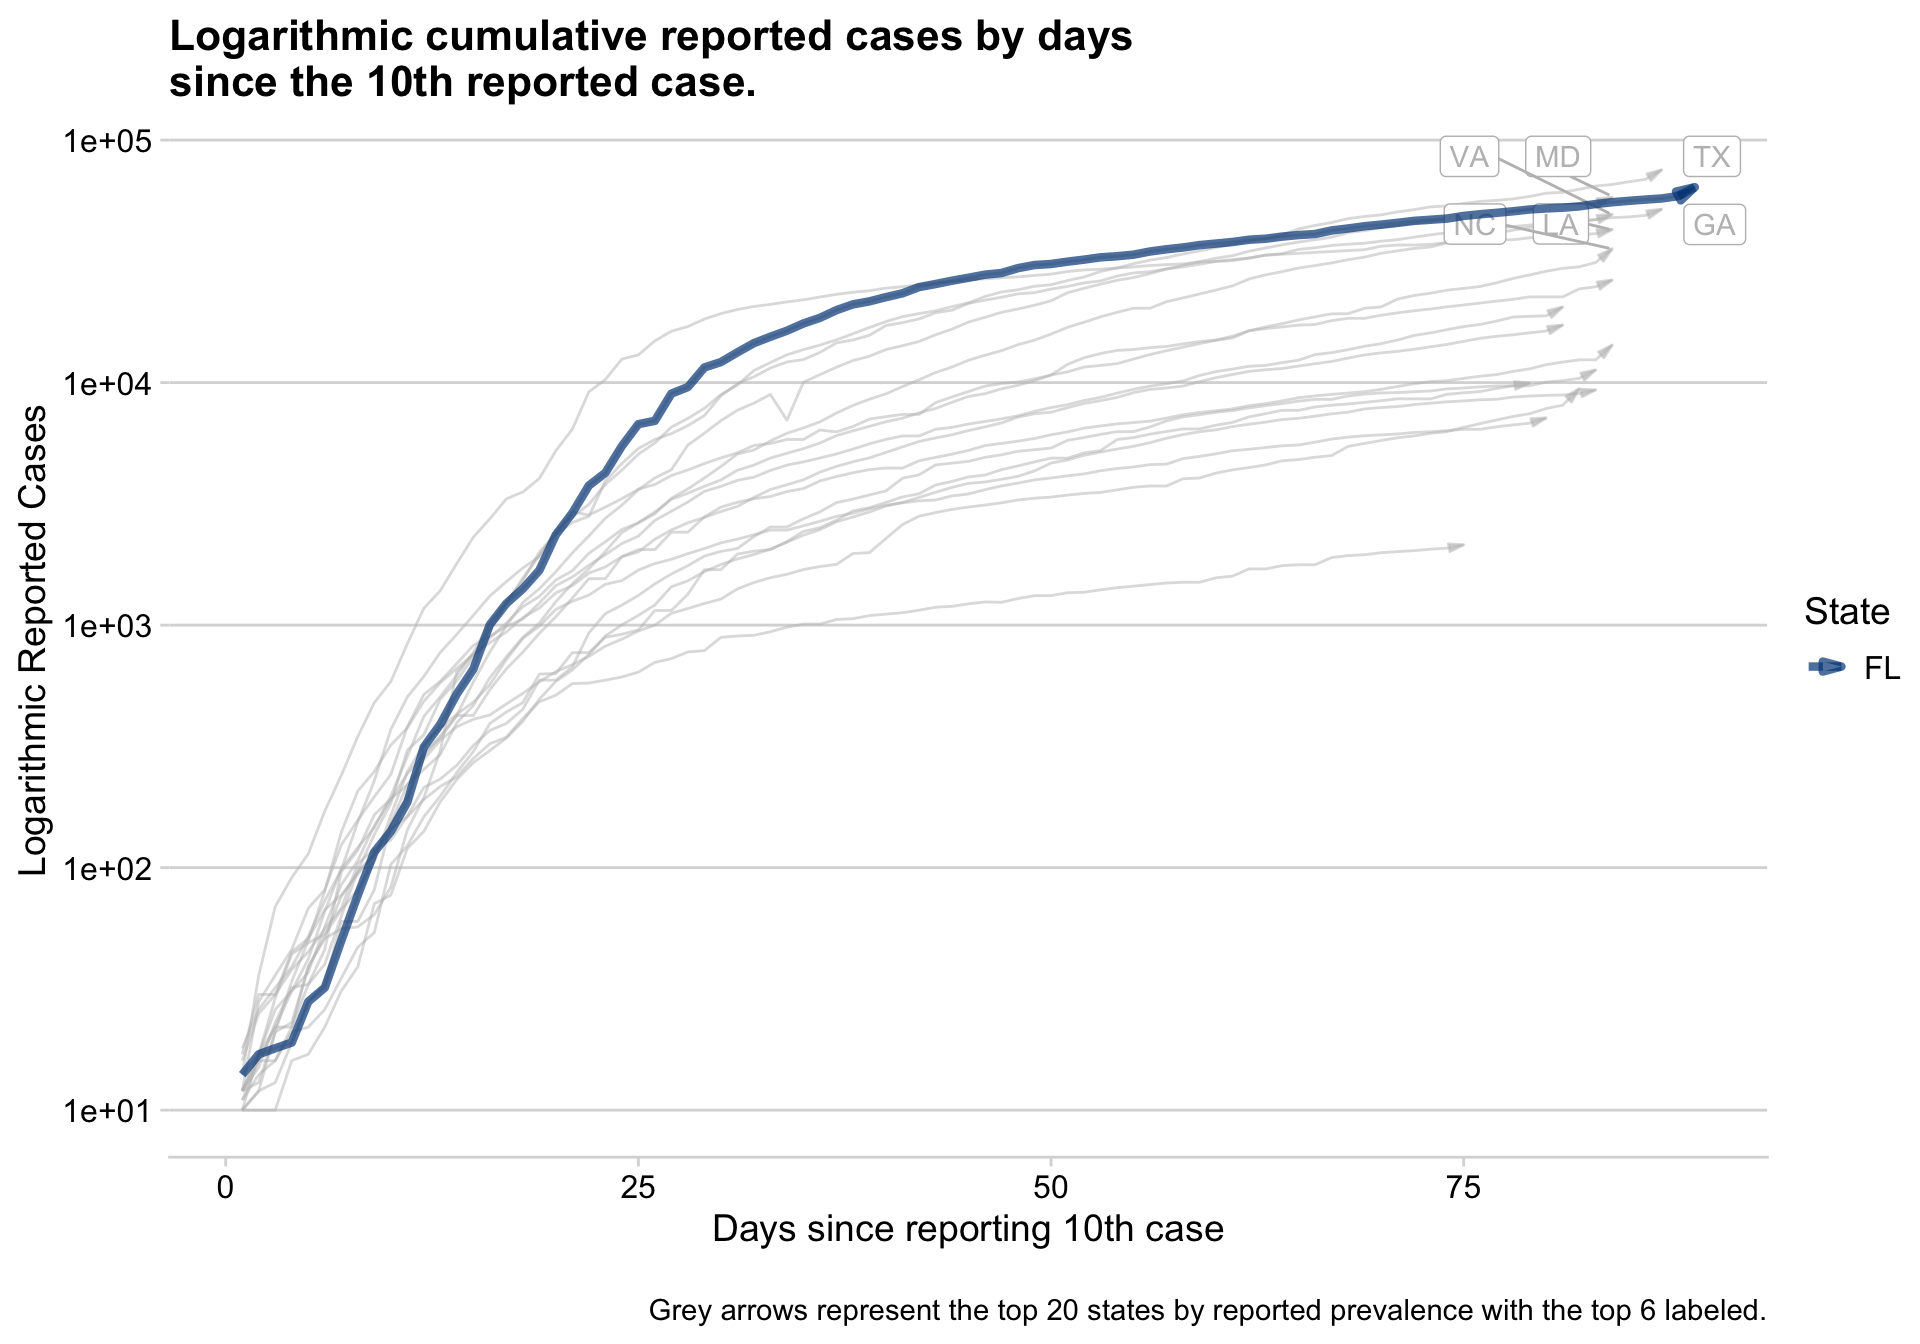 Logarithmic cumulative reported cases by days
since the 10th reported case.
1e+05
1e+04
1e+03
1e+02
1e+01
Logarithmic Reported Cases
VA
MD
TX
NC
LA
GA
State
FL
0
25
50
75
Days since reporting 10th case
Grey arrows represent the top 20 states by reported prevalence with the top 6 labeled.